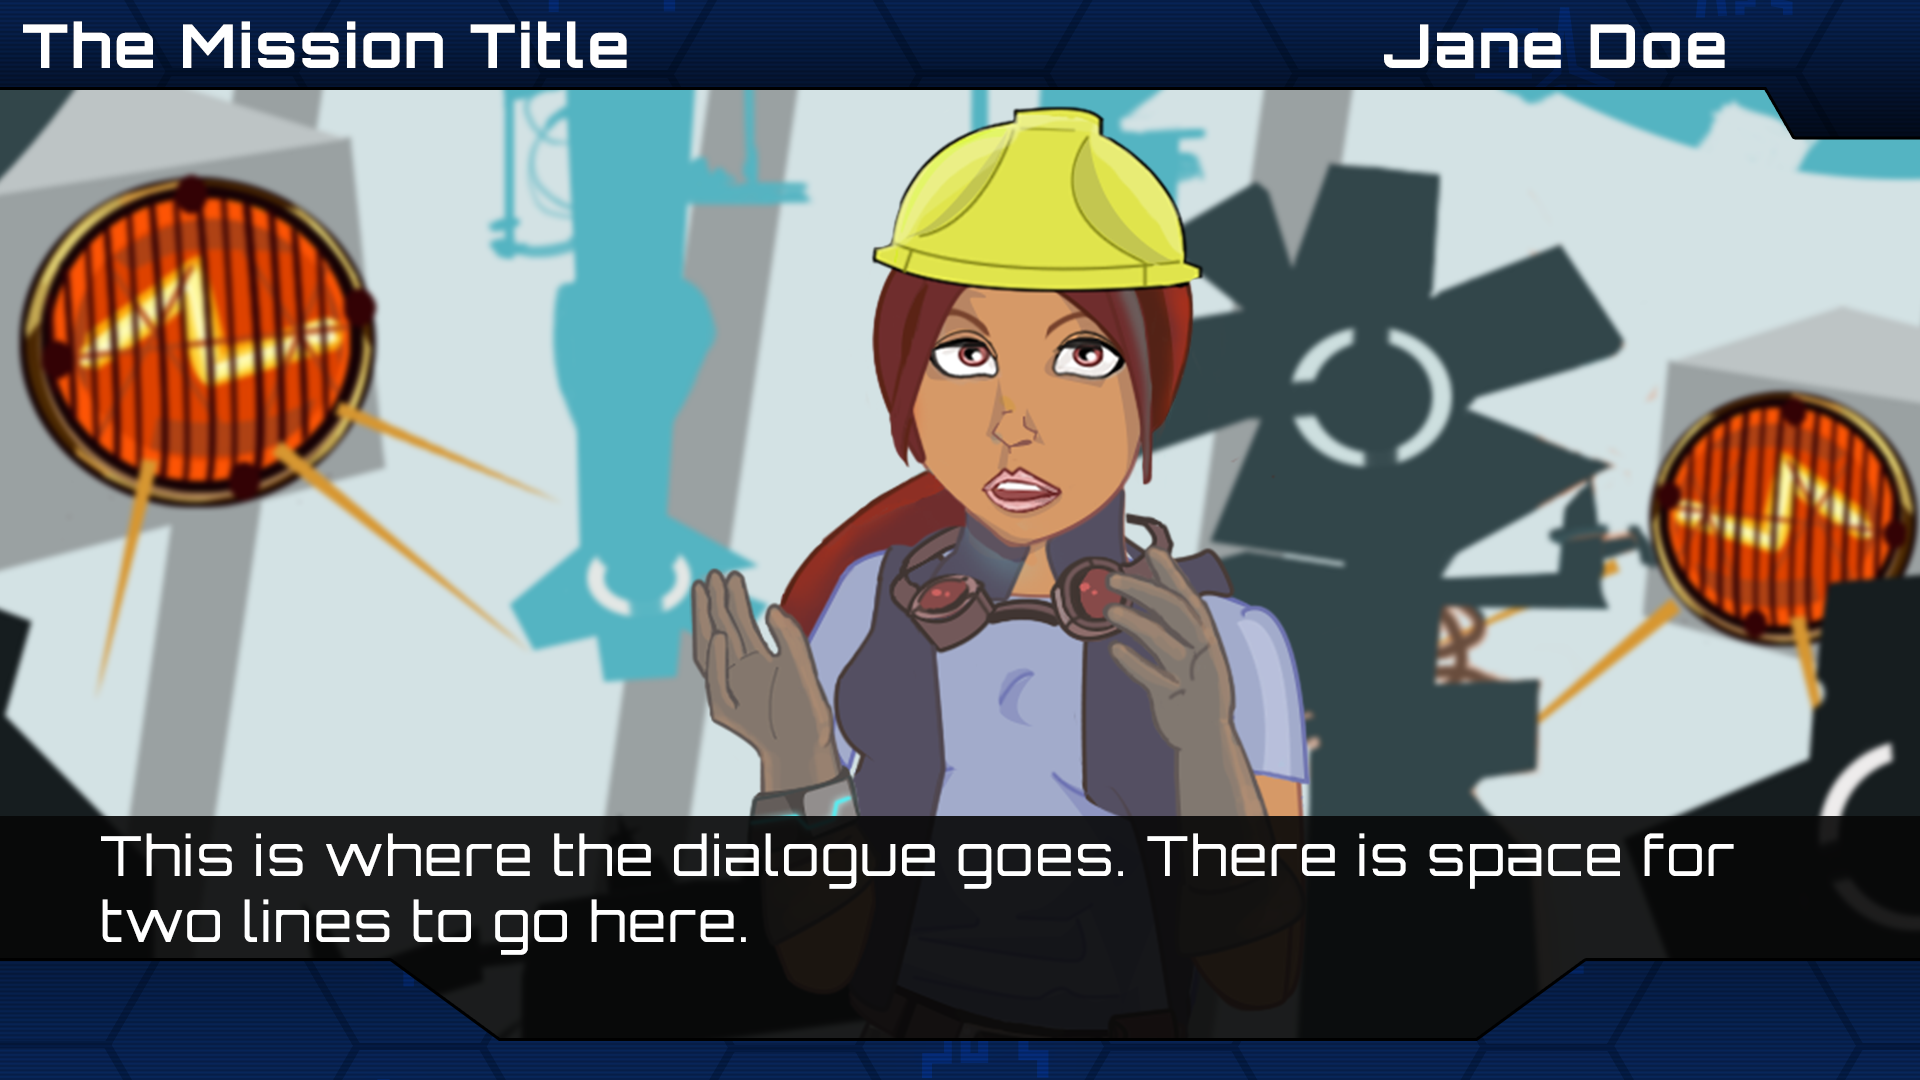 The Mission Title
Jane Doe
This is where the dialogue goes. There is space for
two lines to go here.